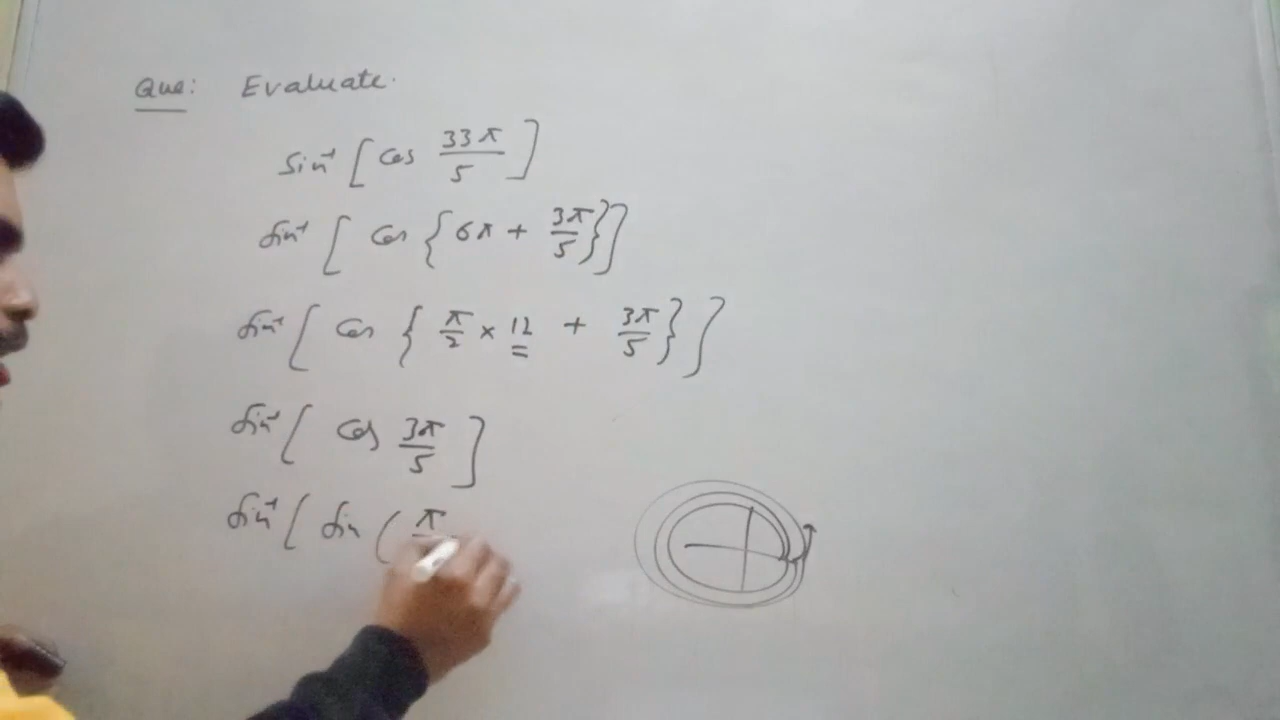 Que: Evaluate.
Sin⁻¹ [ Cos 33π/5 ]
Sin⁻¹ [ Cos { 6π + 3π/5 } ]
Sin⁻¹ [ Cos { π/2 × 12 + 3π/5 } ]
Sin⁻¹ [ Cos 3π/5 ]
Sin⁻¹ [ Sin ( π